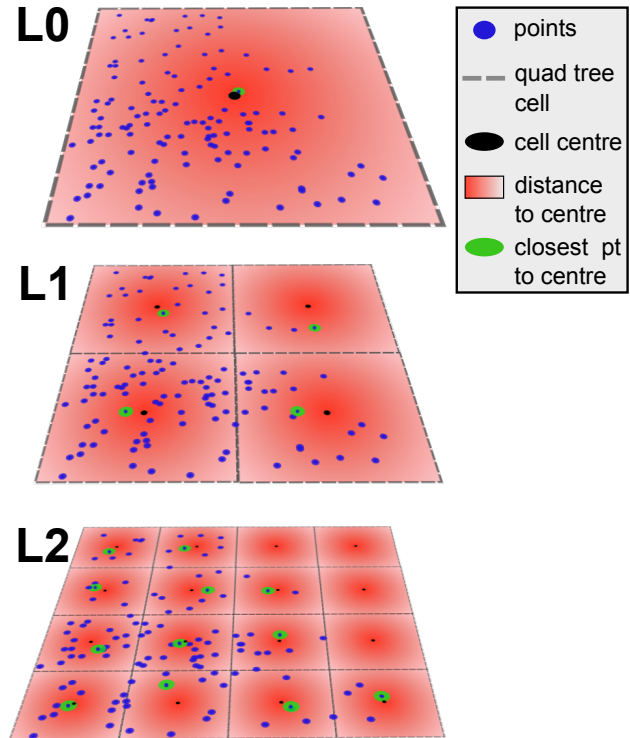 L0
points
quad tree
cell
cell centre
distance
to centre
closest pt
to centre
L1
L2